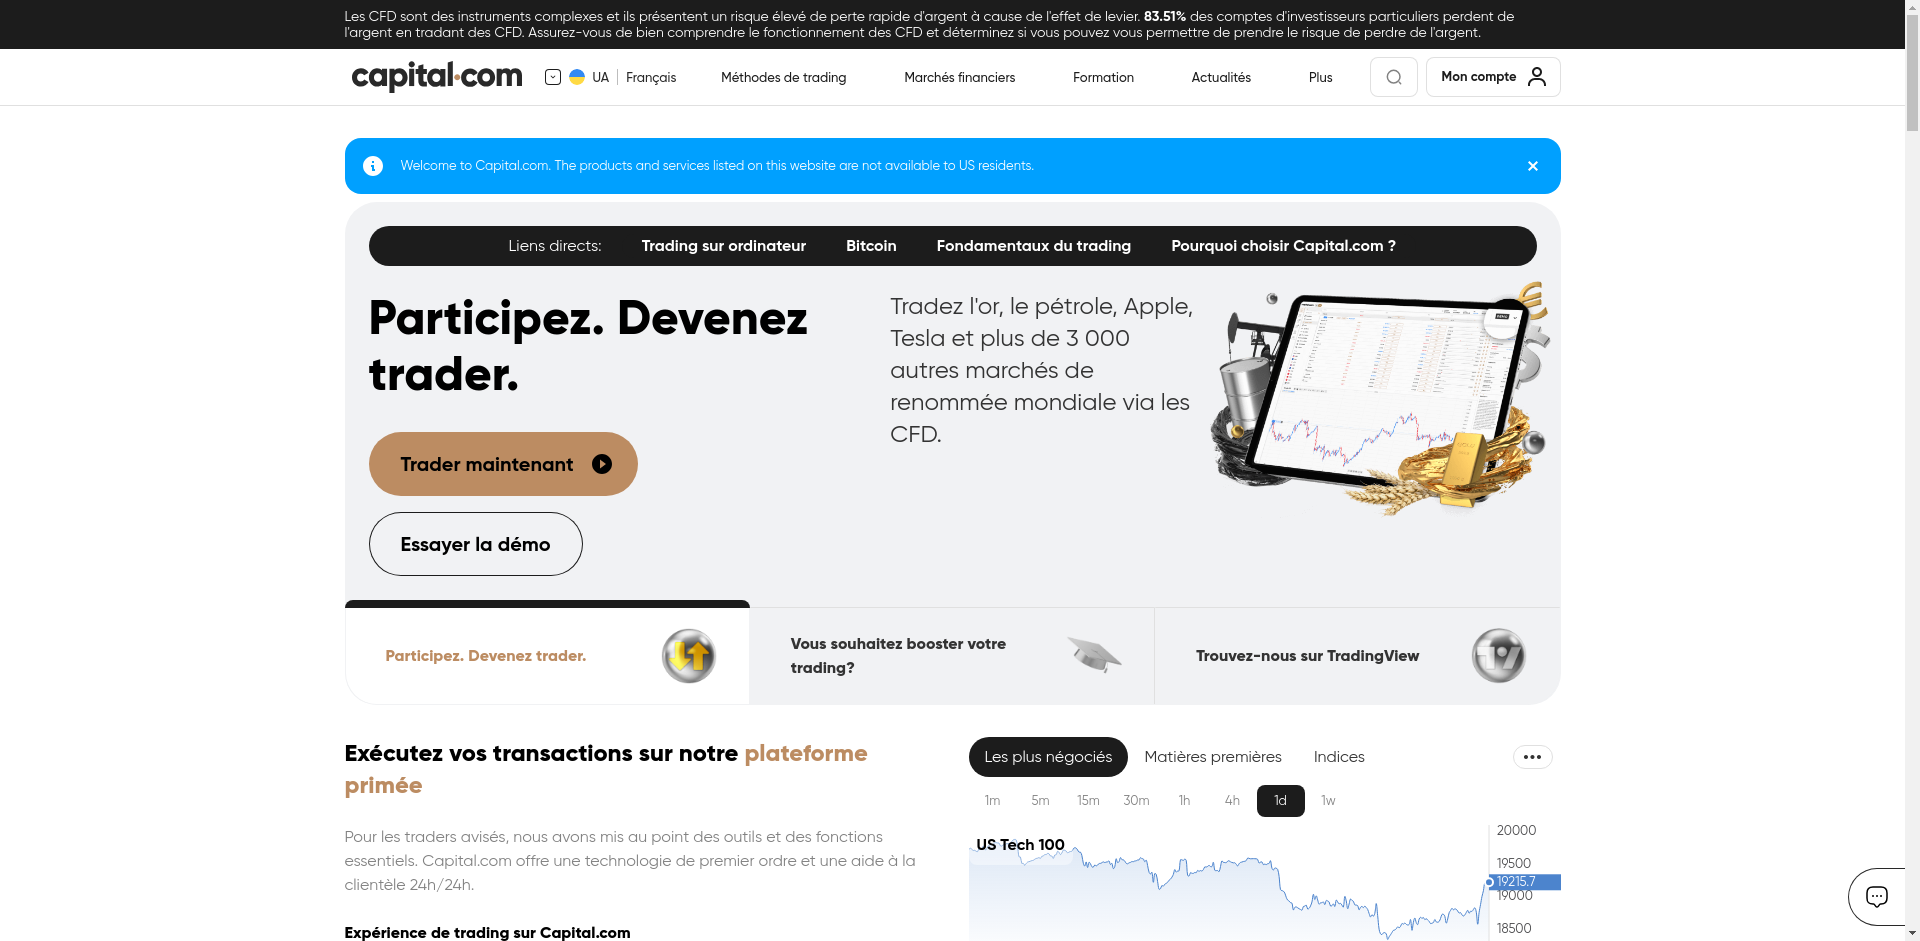 Les CFD sont des instruments complexes et ils présentent un risque élevé de perte rapide d'argent à cause de l'effet de levier. 83.51% des comptes d'investisseurs particuliers perdent de
l'argent en tradant des CFD. Assurez-vous de bien comprendre le fonctionnement des CFD et déterminez si vous pouvez vous permettre de prendre le risque de perdre de l'argent.
capital.com UA Français Méthodes de trading Marchés financiers Formation Actualités Plus Mon compte
Welcome to Capital.com. The products and services listed on this website are not available to US residents.
Liens directs: Trading sur ordinateur Bitcoin Fondamentaux du trading Pourquoi choisir Capital.com ?
Participez. Devenez
trader.
Tradez l'or, le pétrole, Apple,
Tesla et plus de 3 000
autres marchés de
renommée mondiale via les
CFD.
Trader maintenant
Essayer la démo
Participez. Devenez trader.
Vous souhaitez booster votre
trading?
Trouvez-nous sur TradingView
Exécutez vos transactions sur notre plateforme
primée
Pour les traders avisés, nous avons mis au point des outils et des fonctions
essentiels. Capital.com offre une technologie de premier ordre et une aide à la
clientèle 24h/24h.
Expérience de trading sur Capital.com
Les plus négociés Matières premières Indices
1m 5m 15m 30m 1h 4h 1d 1w
US Tech 100
20000
19500
19215.7
19000
18500